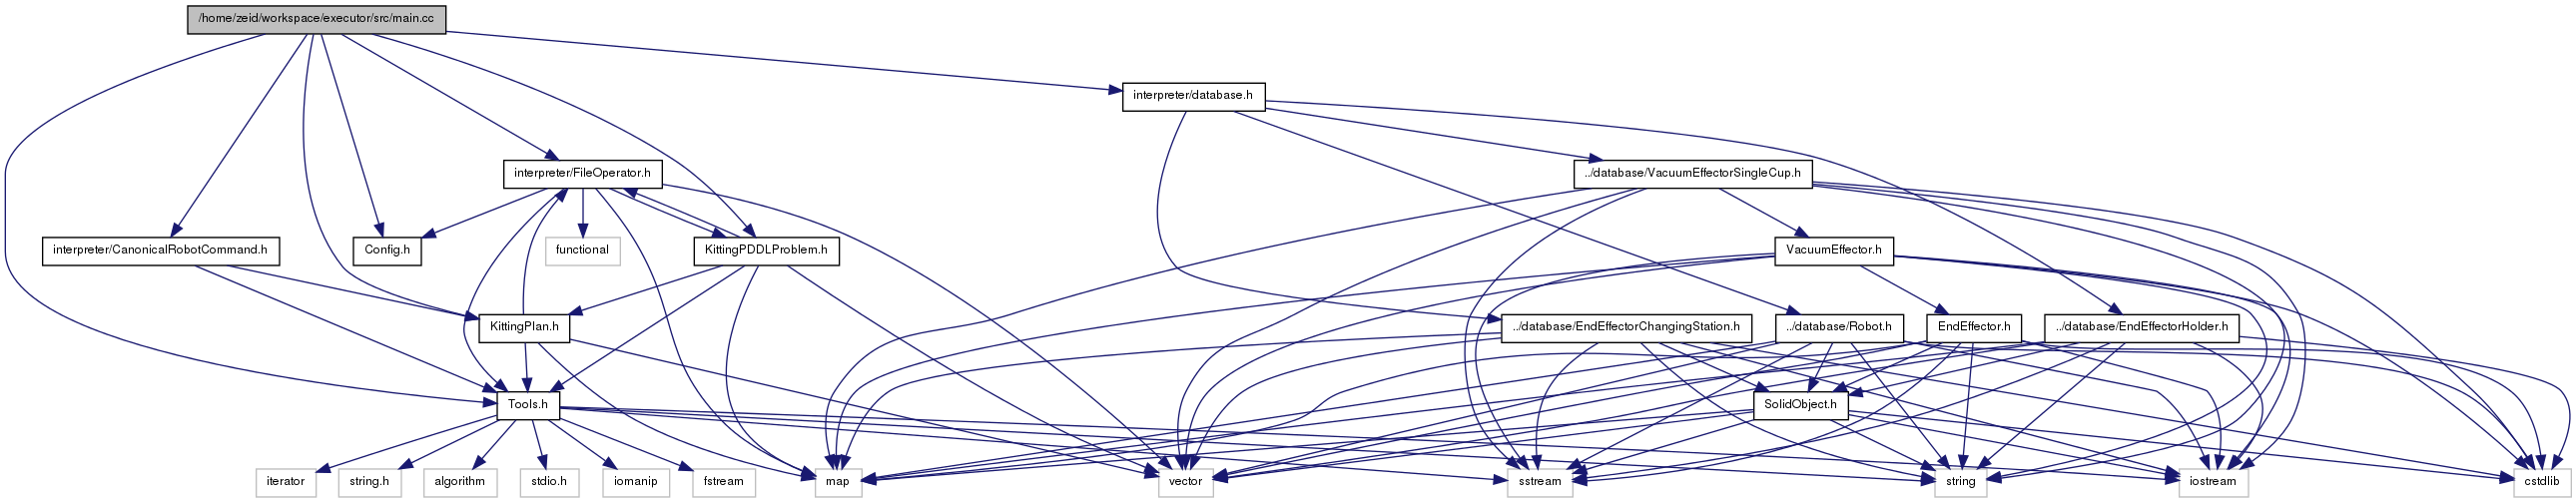 /home/zeid/workspace/executor/src/main.cc
interpreter/database.h
interpreter/FileOperator.h
../database/VacuumEffectorSingleCup.h
interpreter/CanonicalRobotCommand.h
Config.h
functional
KittingPDDLProblem.h
VacuumEffector.h
KittingPlan.h
../database/EndEffectorChangingStation.h
../database/Robot.h
EndEffector.h
../database/EndEffectorHolder.h
Tools.h
SolidObject.h
iterator
string.h
algorithm
stdio.h
iomanip
fstream
map
vector
sstream
string
iostream
cstdlib